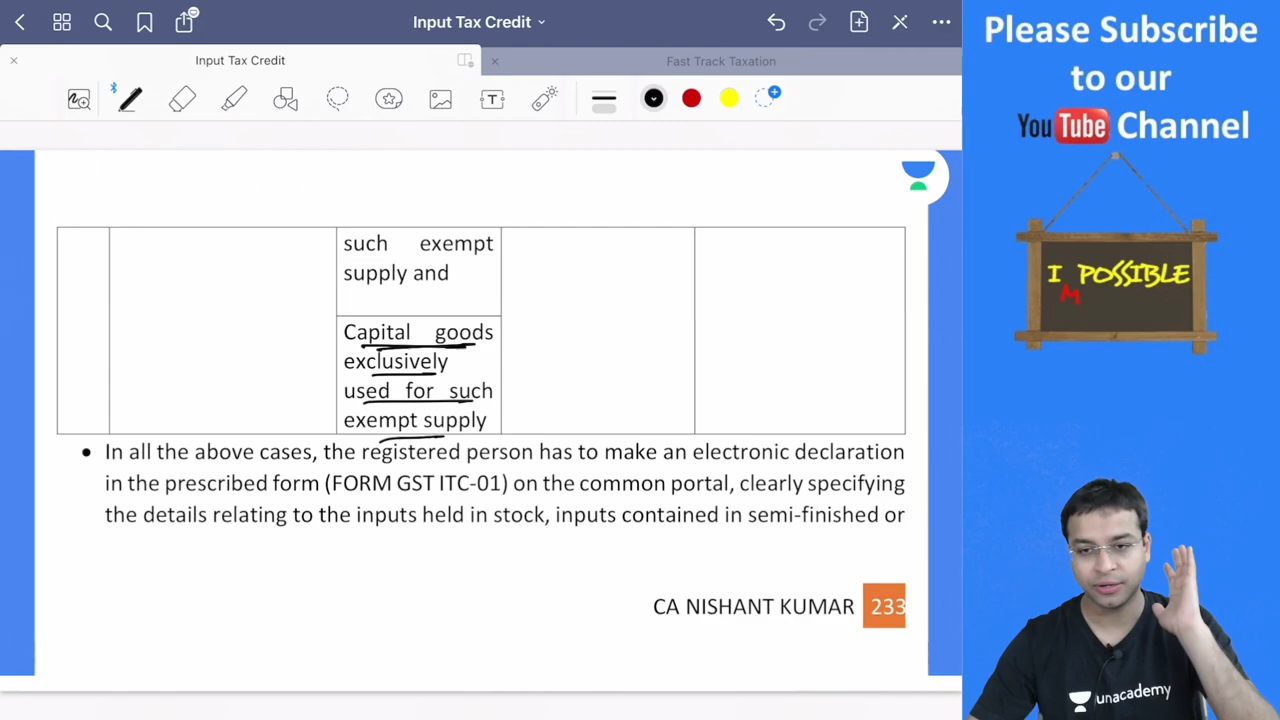 Input Tax Credit
Input Tax Credit
Fast Track Taxation
T
such exempt
supply and
Capital goods
exclusively
used for such
exempt supply
• In all the above cases, the registered person has to make an electronic declaration
in the prescribed form (FORM GST ITC-01) on the common portal, clearly specifying
the details relating to the inputs held in stock, inputs contained in semi-finished or
CA NISHANT KUMAR 233
Please Subscribe
to our
YouTube Channel
I POSSIBLE
M
unacademy